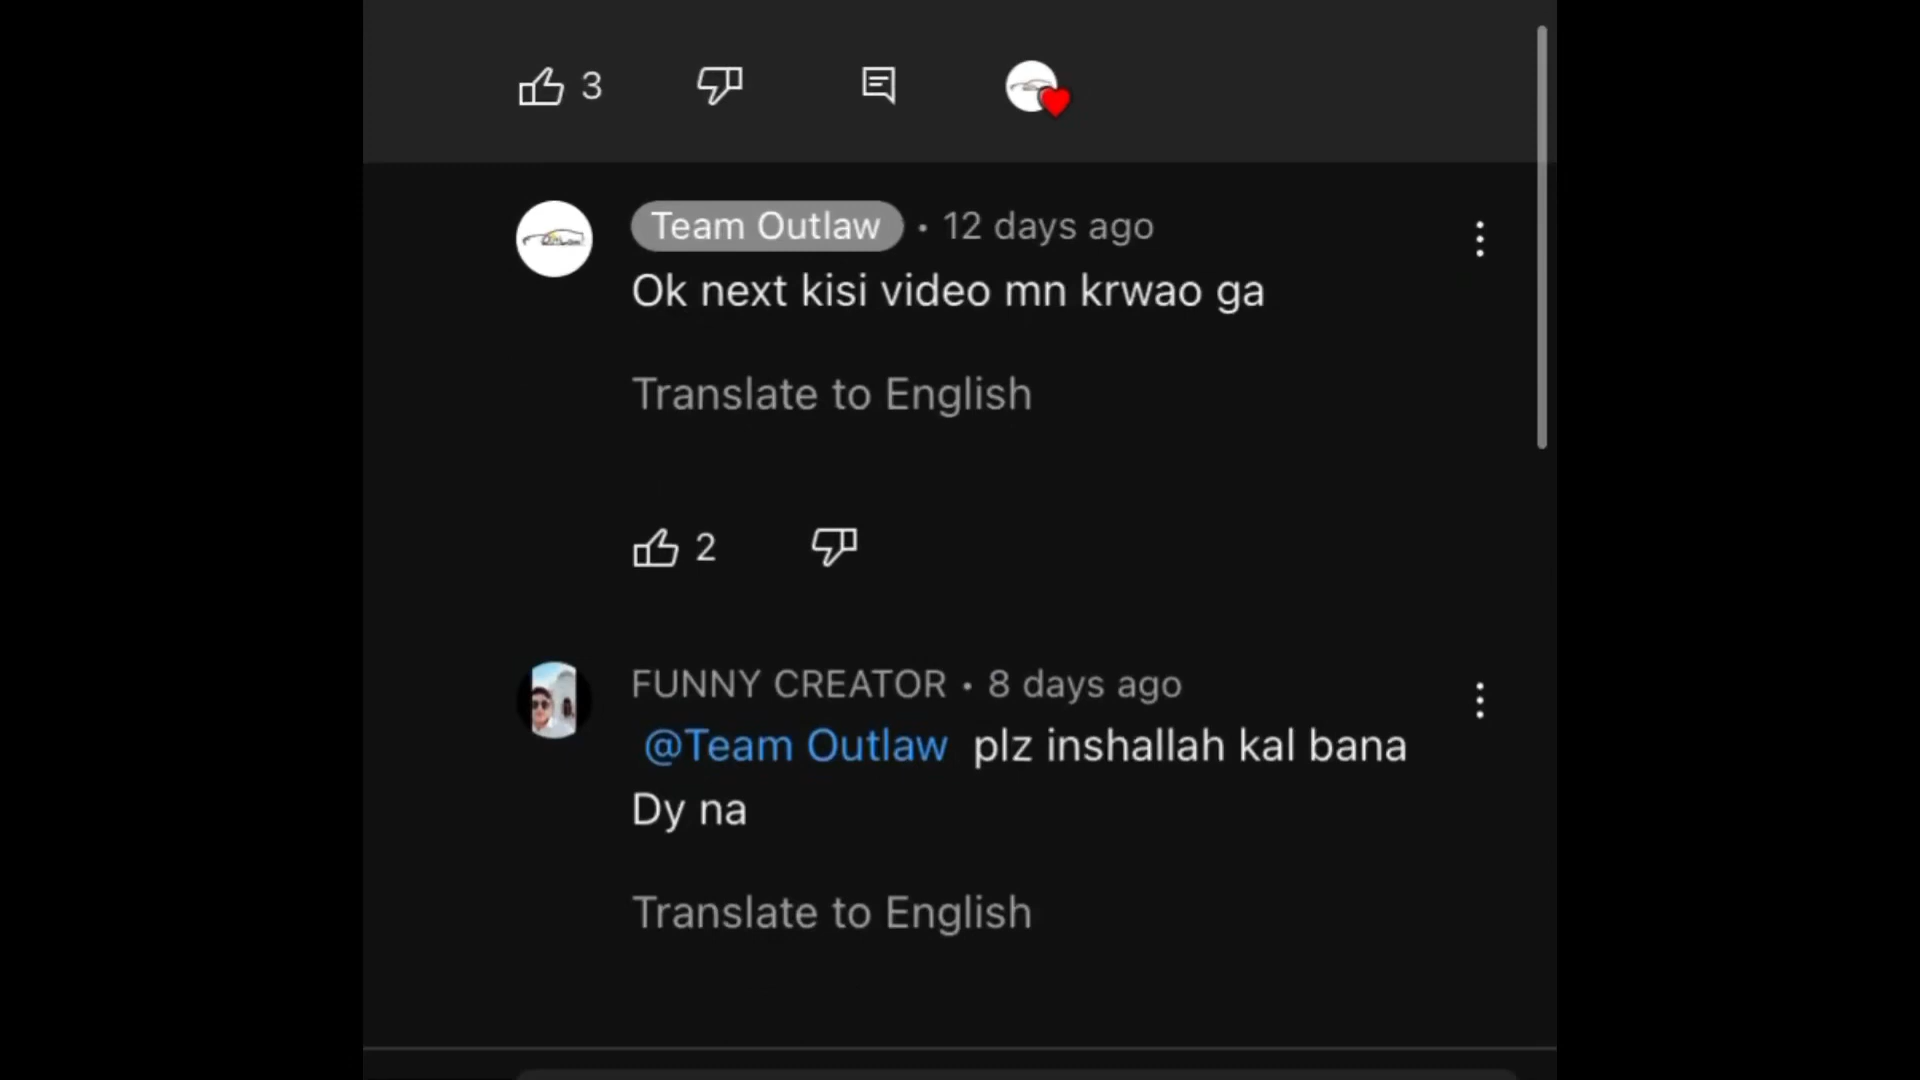 3
Team Outlaw • 12 days ago
Ok next kisi video mn krwao ga
Translate to English
2
FUNNY CREATOR • 8 days ago
@Team Outlaw plz inshallah kal bana
Dy na
Translate to English